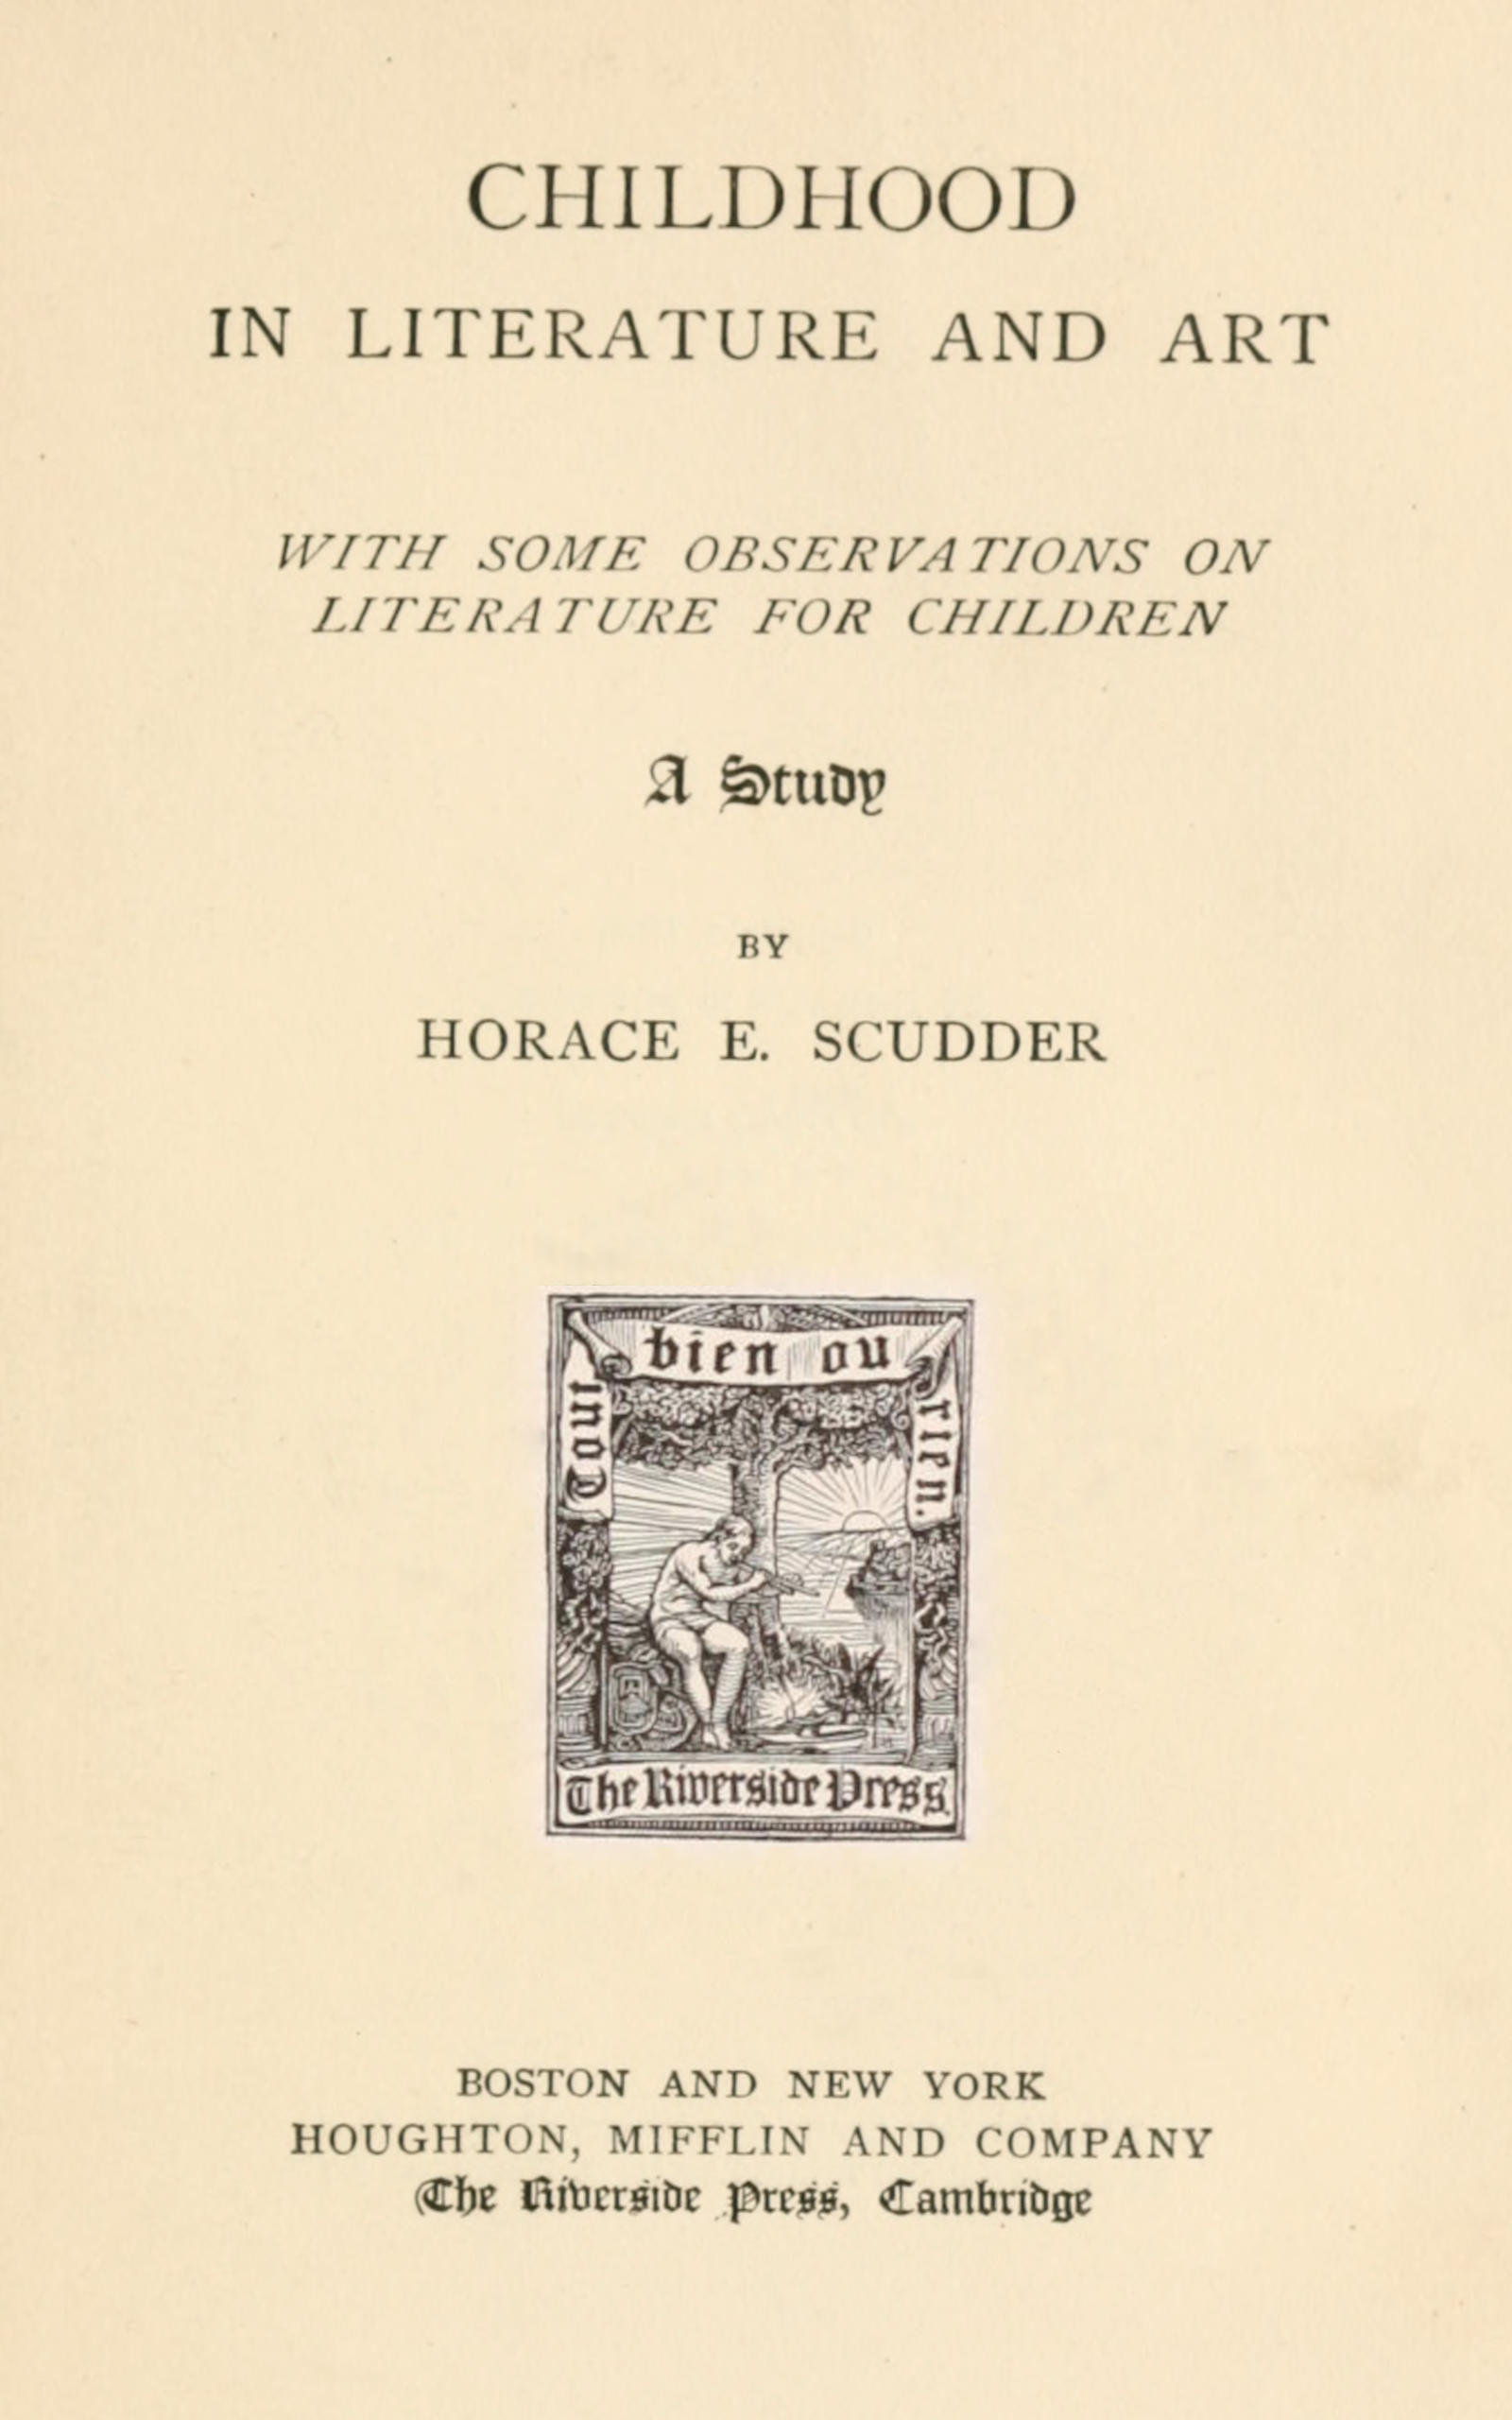 CHILDHOOD
IN LITERATURE AND ART
WITH SOME OBSERVATIONS ON
LITERATURE FOR CHILDREN
A Study
BY
HORACE E. SCUDDER
Tout
bien ou
rien.
The Riverside Press.
BOSTON AND NEW YORK
HOUGHTON, MIFFLIN AND COMPANY
The Riverside Press, Cambridge